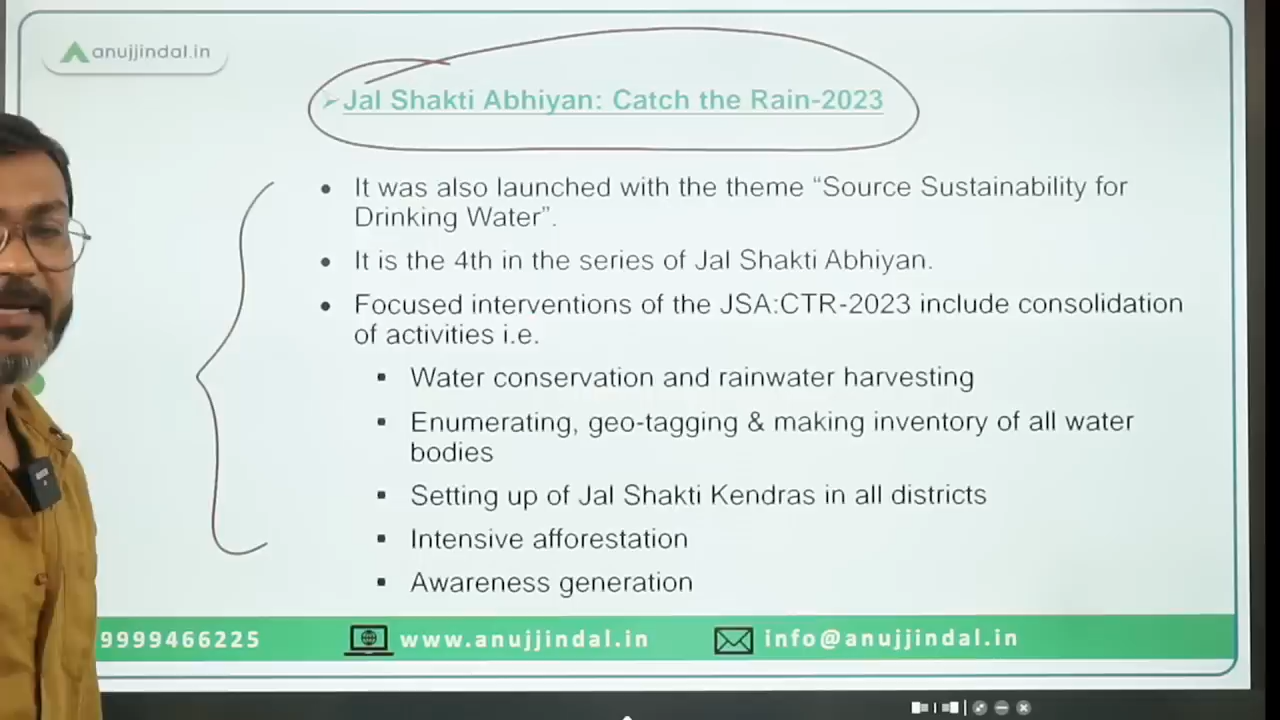 anujjindal.in
Jal Shakti Abhiyan: Catch the Rain-2023
It was also launched with the theme “Source Sustainability for
Drinking Water”.
It is the 4th in the series of Jal Shakti Abhiyan.
Focused interventions of the JSA:CTR-2023 include consolidation
of activities i.e.
Water conservation and rainwater harvesting
Enumerating, geo-tagging & making inventory of all water
bodies
Setting up of Jal Shakti Kendras in all districts
Intensive afforestation
Awareness generation
9999466225 www.anujjindal.in info@anujjindal.in